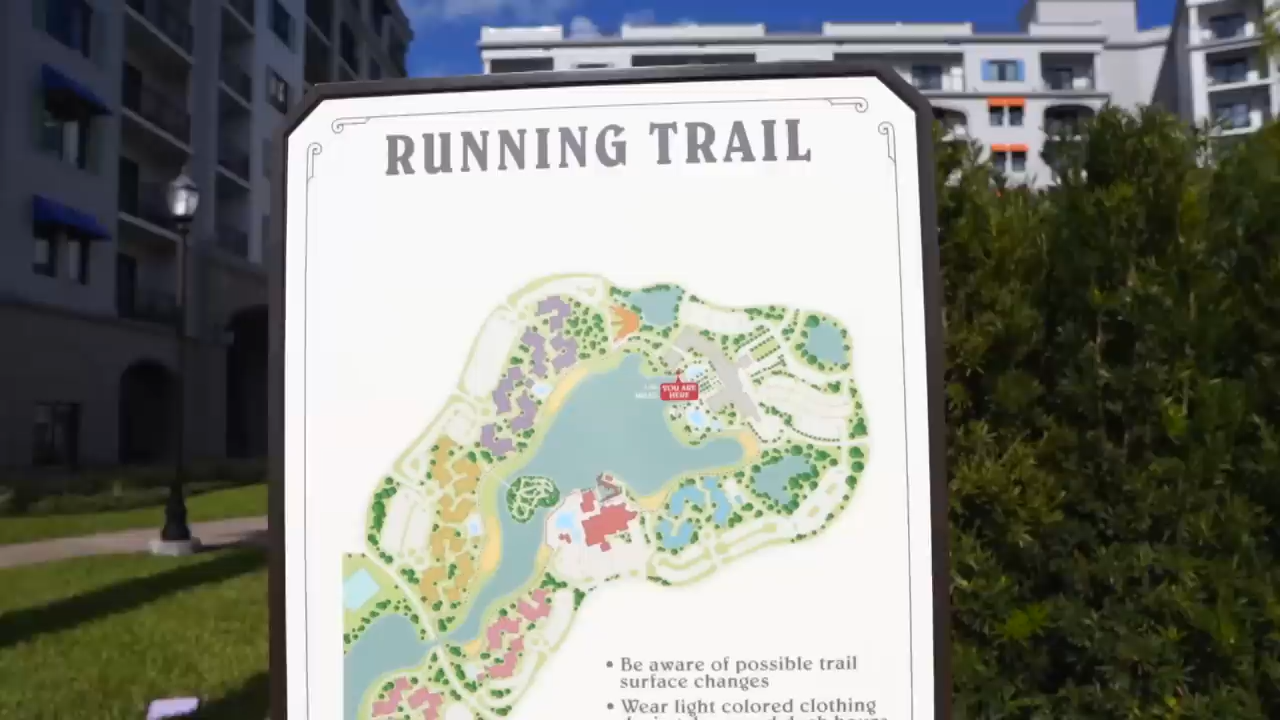 RUNNING TRAIL
YOU ARE
HERE
• Be aware of possible trail
surface changes
• Wear light colored clothing